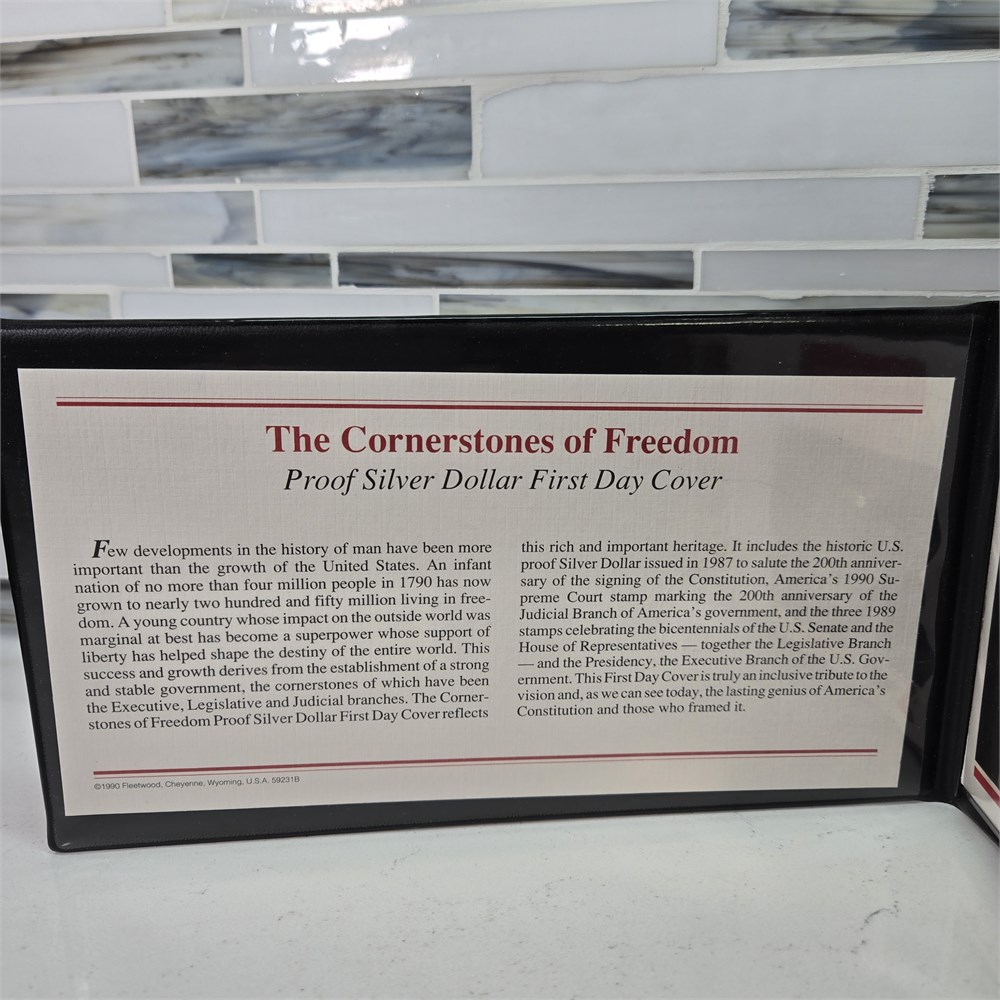 The Cornerstones of Freedom
Proof Silver Dollar First Day Cover
Few developments in the history of man have been more
important than the growth of the United States. An infant
nation of no more than four million people in 1790 has now
grown to nearly two hundred and fifty million living in free-
dom. A young country whose impact on the outside world was
marginal at best has become a superpower whose support of
liberty has helped shape the destiny of the entire world. This
success and growth derives from the establishment of a strong
and stable government, the cornerstones of which have been
the Executive, Legislative and Judicial branches. The Corner-
stones of Freedom Proof Silver Dollar First Day Cover reflects
this rich and important heritage. It includes the historic U.S.
proof Silver Dollar issued in 1987 to salute the 200th anniver-
sary of the signing of the Constitution, America's 1990 Su-
preme Court stamp marking the 200th anniversary of the
Judicial Branch of America's government, and the three 1989
stamps celebrating the bicentennials of the U.S. Senate and the
House of Representatives — together the Legislative Branch
— and the Presidency, the Executive Branch of the U.S. Gov-
ernment. This First Day Cover is truly an inclusive tribute to the
vision and, as we can see today, the lasting genius of America's
Constitution and those who framed it.
©1990 Fleetwood, Cheyenne, Wyoming, U.S.A. 59231B